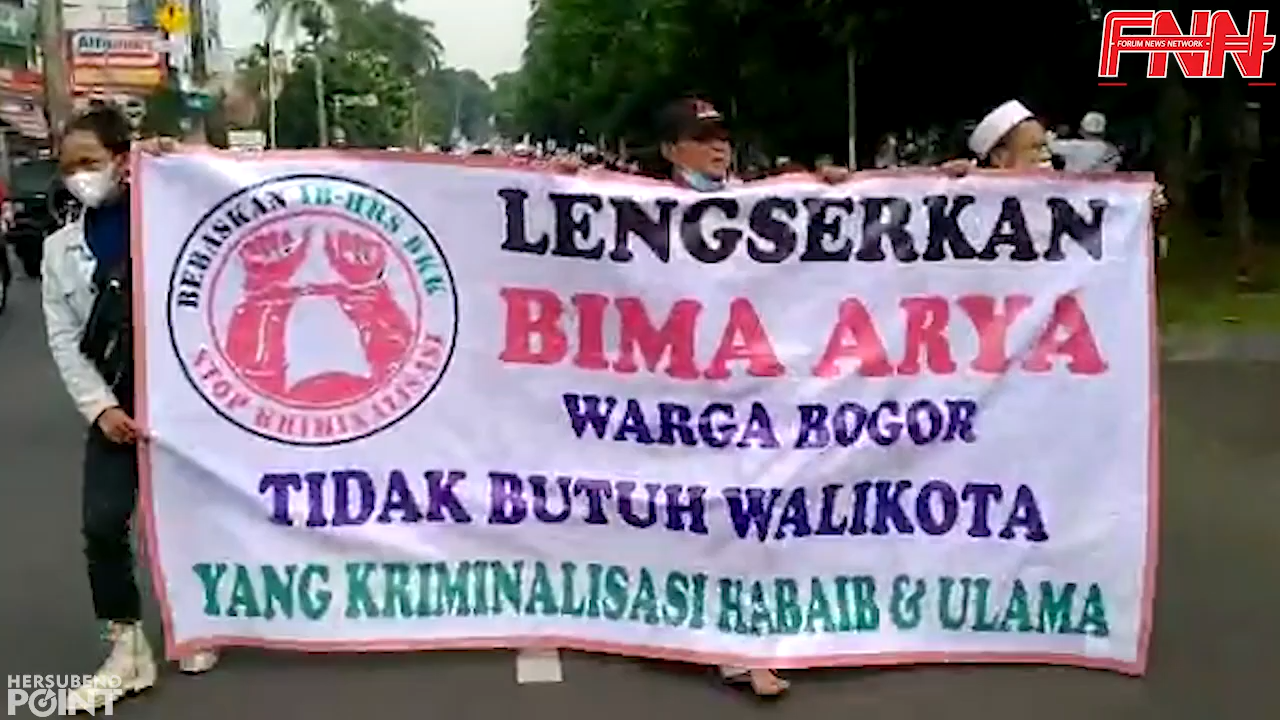 Alfamart
FNN
FORUM NEWS NETWORK
BEBASKAN IB-HRS DKK
STOP KRIMINALISASI
LENGSERKAN
BIMA ARYA
WARGA BOGOR
TIDAK BUTUH WALIKOTA
YANG KRIMINALISASI HABAIB & ULAMA
HERSUBENO
POINT